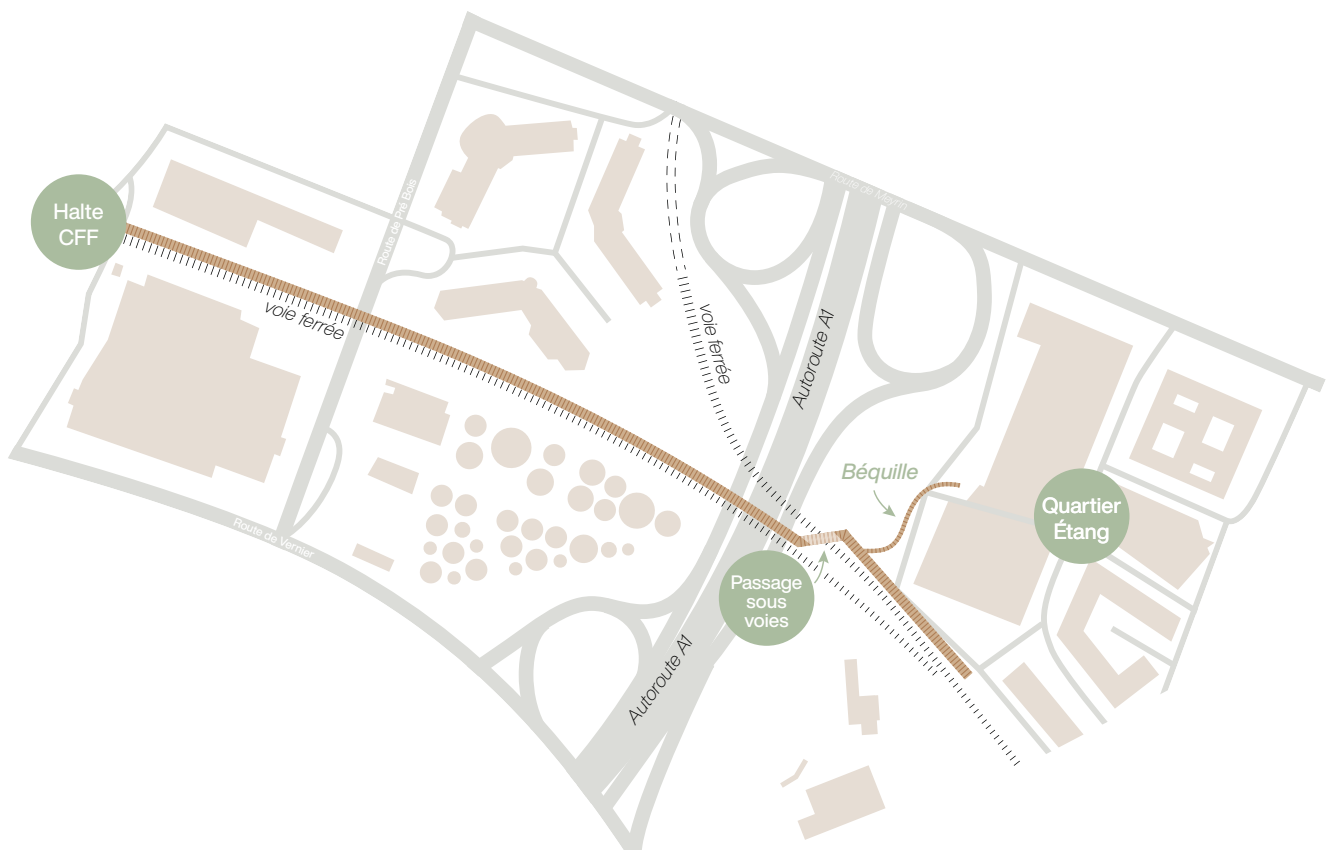 Route de Meyrin
Halte
CFF
Route de Pré Bois
voie ferrée
voie ferrée
Autoroute A1
Béquille
Quartier
Étang
Route de Vernier
Passage
sous
voies
Autoroute A1